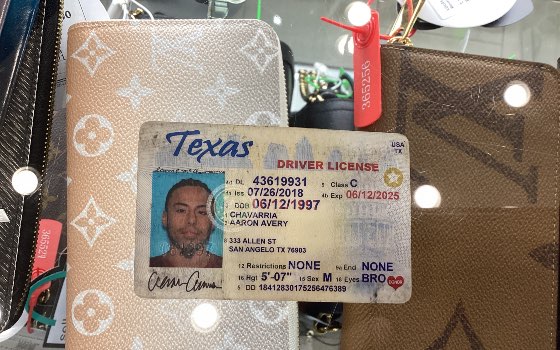 365256
Texas
USA
TX
DRIVER LICENSE
4d DL 43619931
9 Class C
4a Iss 07/26/2018
4b Exp 06/12/2025
3 DOB 06/12/1997
1 CHAVARRIA
2 AARON AVERY
8 333 ALLEN ST
SAN ANGELO TX 76903
12 Restrictions NONE
9a End NONE
16 Hgt 5'-07"
15 Sex M
18 Eyes BRO
DONOR
5 DD 18412830175256476389